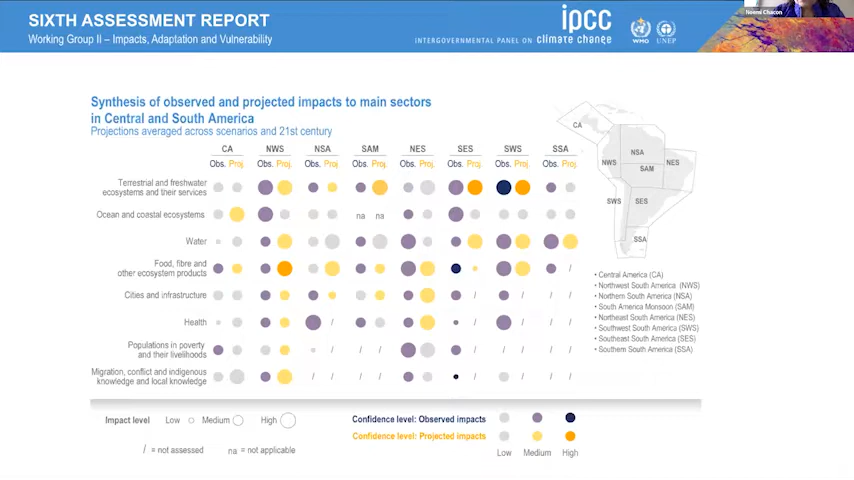 SIXTH ASSESSMENT REPORT
Working Group II – Impacts, Adaptation and Vulnerability
ipcc
INTERGOVERNMENTAL PANEL ON climate change
WMO UNEP
Noemi Chacon
Synthesis of observed and projected impacts to main sectors
in Central and South America
Projections averaged across scenarios and 21st century
CA NWS NSA SAM NES SES SWS SSA
Obs. Proj. Obs. Proj. Obs. Proj. Obs. Proj. Obs. Proj. Obs. Proj. Obs. Proj. Obs. Proj.
Terrestrial and freshwater
ecosystems and their services
Ocean and coastal ecosystems na na
Water
Food, fibre and
other ecosystem products /
Cities and infrastructure / / / /
Health / / / / /
Populations in poverty
and their livelihoods / / / / / / / /
Migration, conflict and indigenous
knowledge and local knowledge / / / / / / / /
CA
NSA
NWS
SAM
NES
SWS
SES
SSA
• Central America (CA)
• Northwest South America (NWS)
• Northern South America (NSA)
• South America Monsoon (SAM)
• Northeast South America (NES)
• Southwest South America (SWS)
• Southeast South America (SES)
• Southern South America (SSA)
Impact level Low Medium High
/ = not assessed na = not applicable
Confidence level: Observed impacts
Confidence level: Projected impacts
Low Medium High